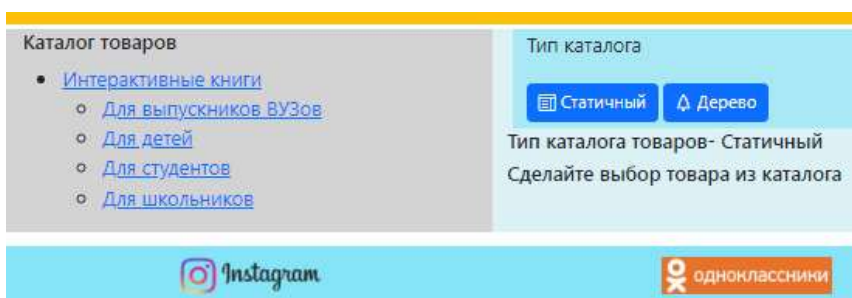 Каталог товаров
Интерактивные книги
Для выпускников ВУЗов
Для детей
Для студентов
Для школьников
Тип каталога
Статичный
Дерево
Тип каталога товаров- Статичный
Сделайте выбор товара из каталога
Instagram
одноклассники